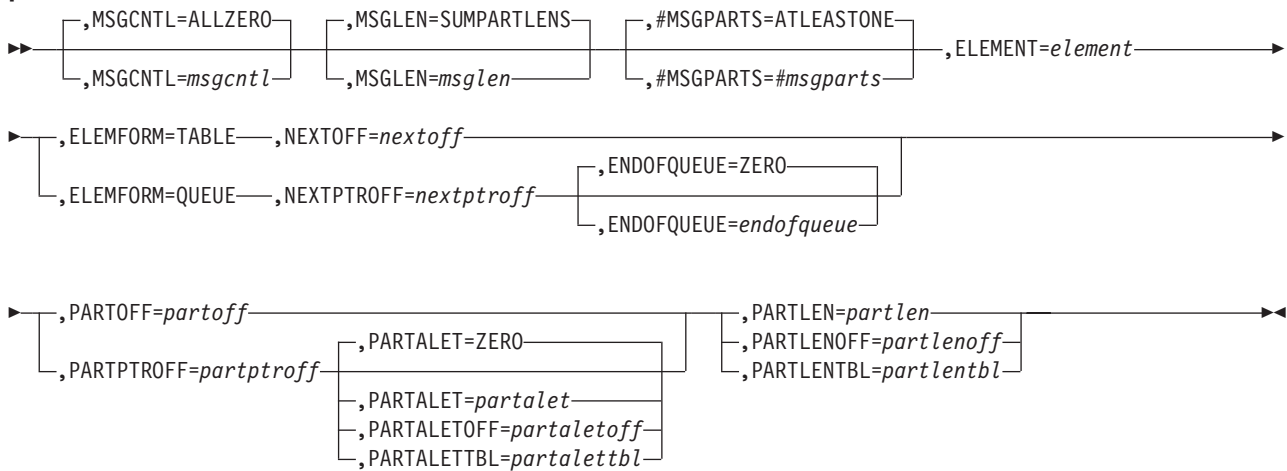 ,MSGCNTL=ALLZERO ,MSGLEN=SUMPARTLENS ,#MSGPARTS=ATLEASTONE
,ELEMENT=element
,MSGCNTL=msgcntl ,MSGLEN=msglen ,#MSGPARTS=#msgparts
,ELEMFORM=TABLE ,NEXTOFF=nextoff
,ENDOFQUEUE=ZERO
,ELEMFORM=QUEUE ,NEXTPTROFF=nextptroff
,ENDOFQUEUE=endofqueue
,PARTOFF=partoff ,PARTLEN=partlen
,PARTALET=ZERO ,PARTLENOFF=partlenoff
,PARTPTROFF=partptroff ,PARTLENTBL=partlentbl
,PARTALET=partalet
,PARTALETOFF=partaletoff
,PARTALETTBL=partalettbl